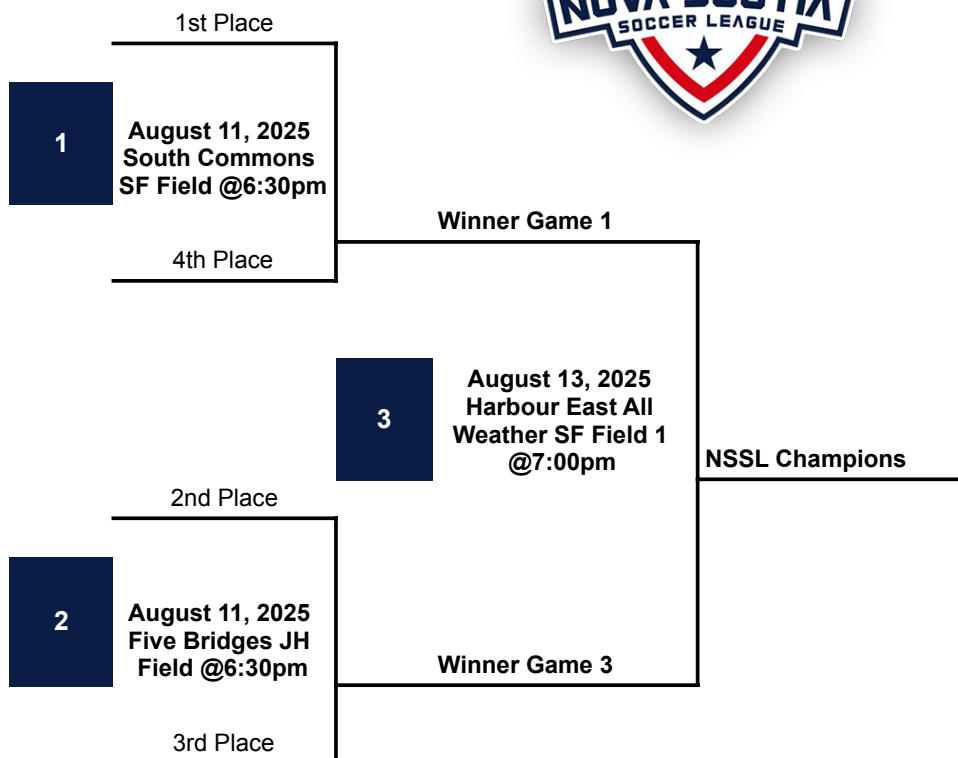 NOVA SCOTIA
SOCCER LEAGUE
1st Place
1
August 11, 2025
South Commons
SF Field @6:30pm
Winner Game 1
4th Place
3
August 13, 2025
Harbour East All
Weather SF Field 1
@7:00pm
NSSL Champions
2nd Place
2
August 11, 2025
Five Bridges JH
Field @6:30pm
Winner Game 3
3rd Place